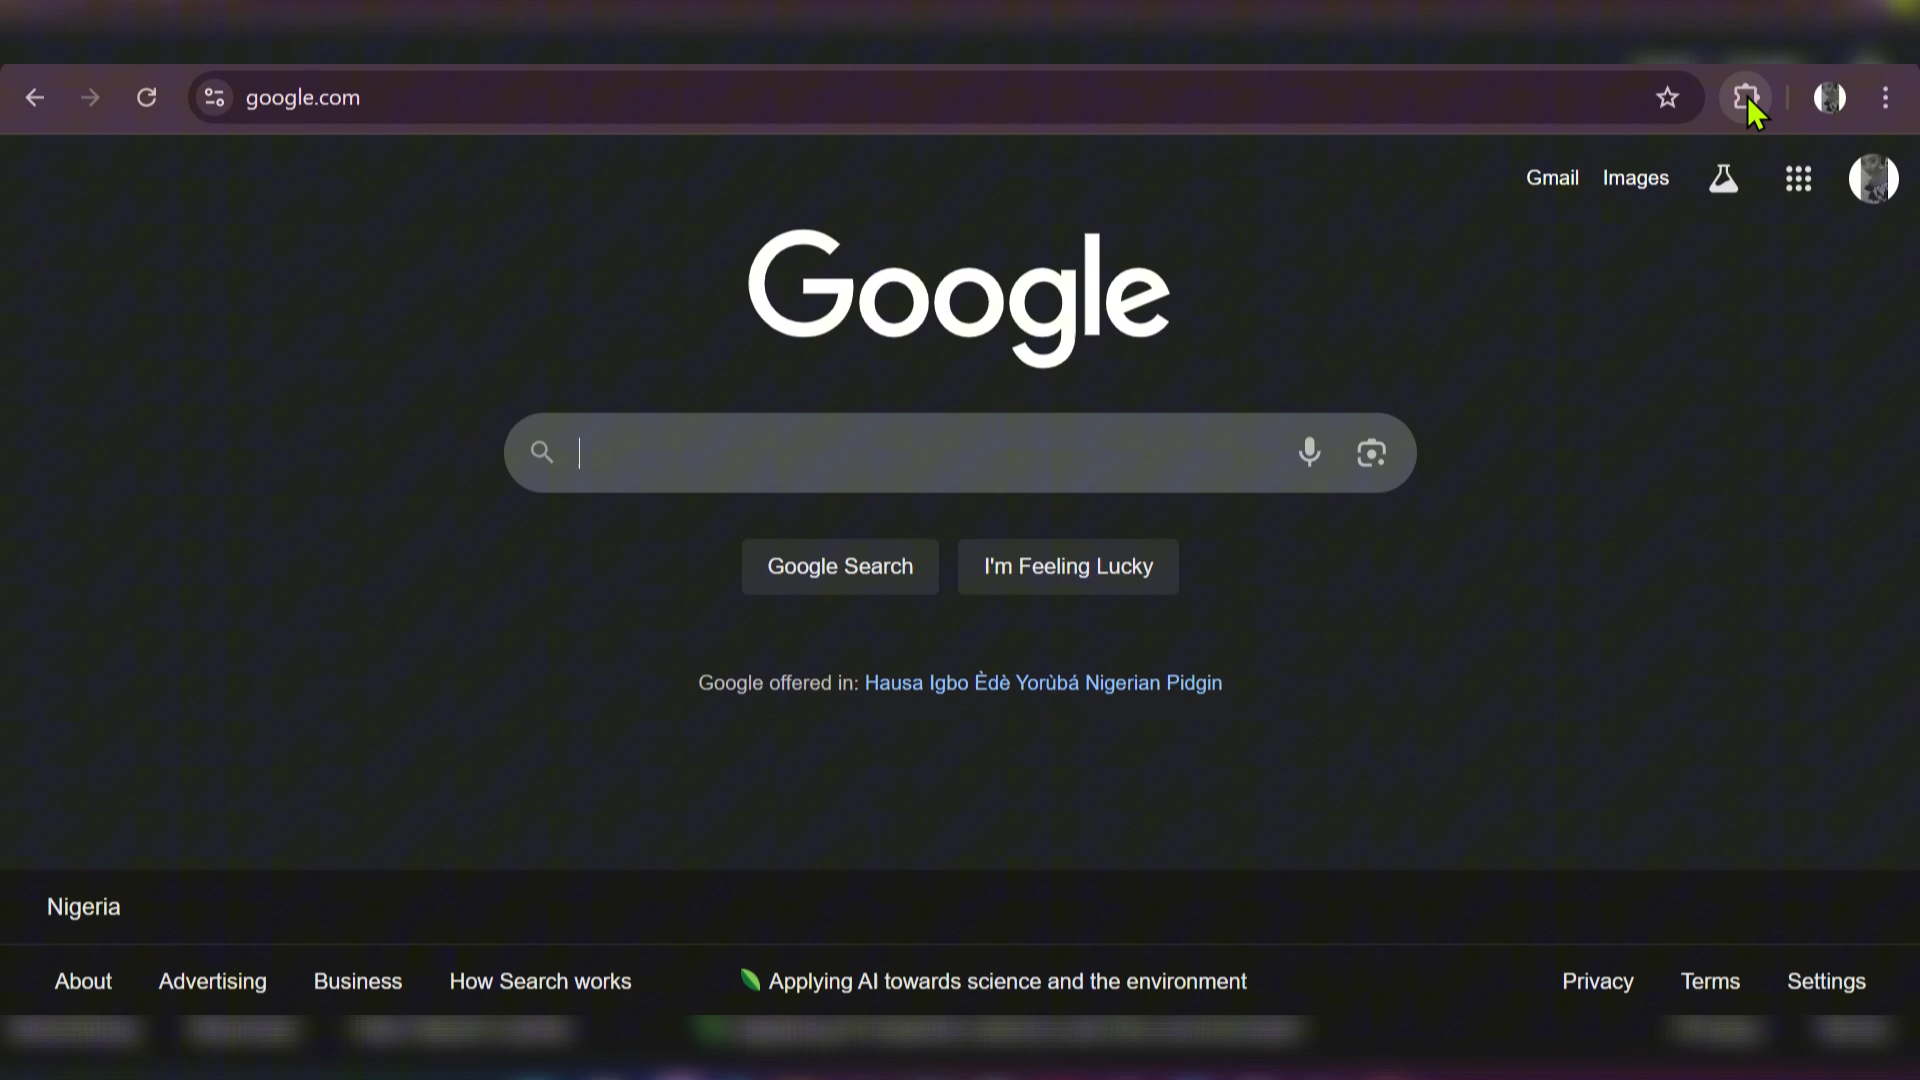 google.com
Gmail Images
Google
Google Search I'm Feeling Lucky
Google offered in: Hausa Igbo Èdè Yorùbá Nigerian Pidgin
Nigeria
About Advertising Business How Search works Applying AI towards science and the environment Privacy Terms Settings